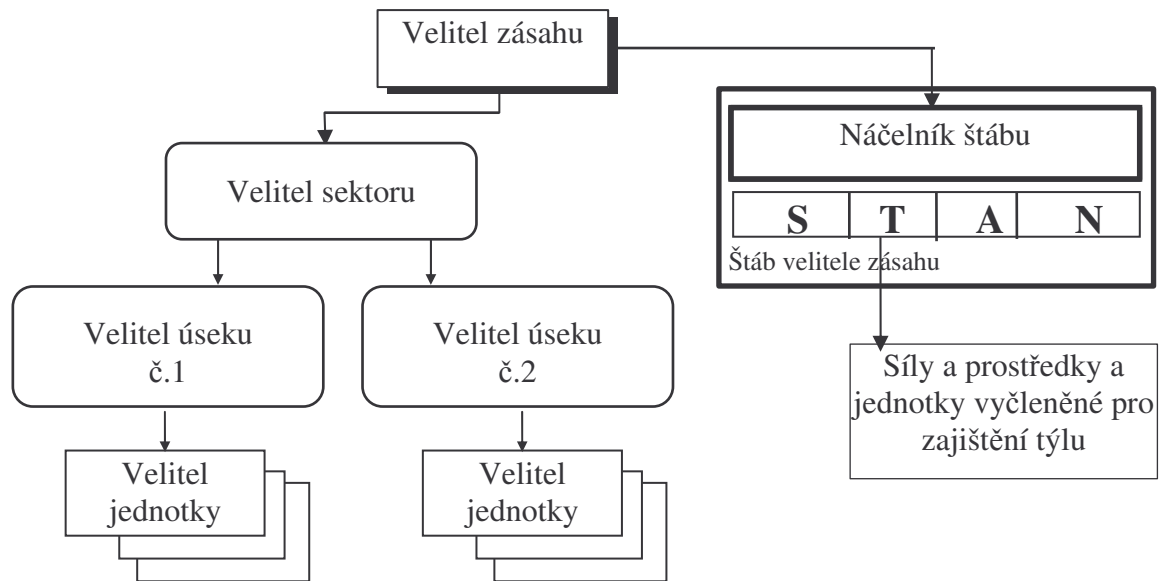 Velitel zásahu
Náčelník štábu
S T A N
Štáb velitele zásahu
Velitel sektoru
Velitel úseku
č.1
Velitel úseku
č.2
Síly a prostředky a
jednotky vyčleněné pro
zajištění týlu
Velitel
jednotky
Velitel
jednotky